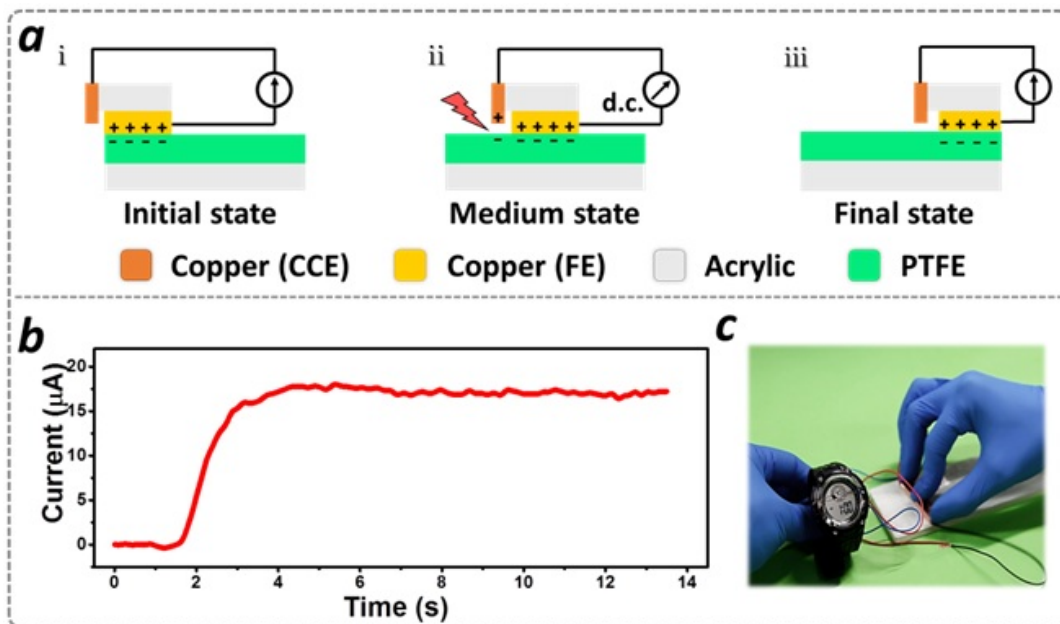 a
i
ii
iii
d.c.
+ + + +
- - - -
+
+ + + +
- - - - -
+ + + +
- - - -
Initial state
Medium state
Final state
Copper (CCE)
Copper (FE)
Acrylic
PTFE
b
c
Current (μA)
20
15
10
5
0
0
2
4
6
8
10
12
14
Time (s)